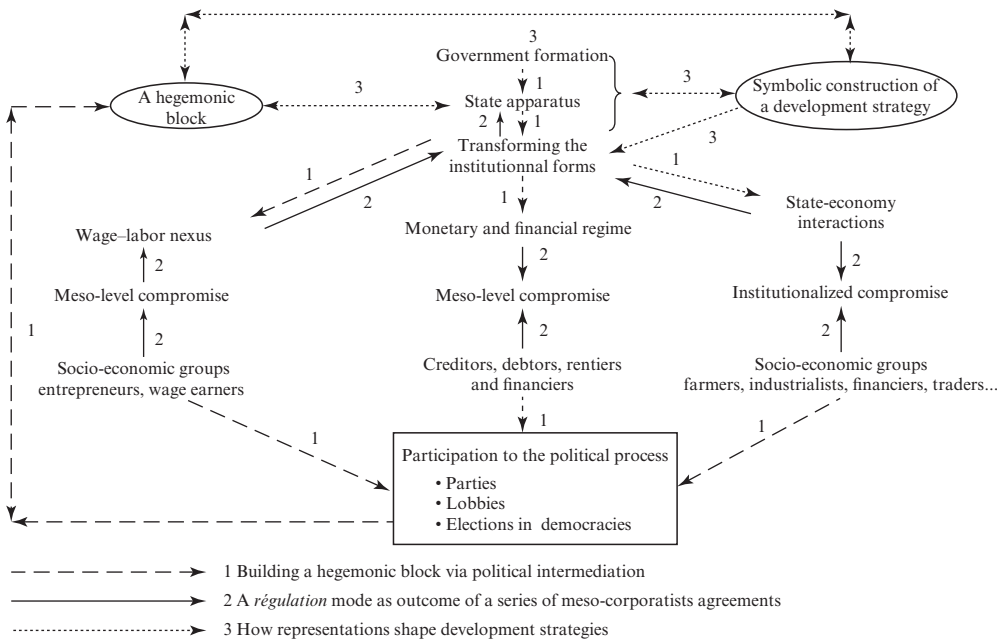 3
Government formation
1
A hegemonic
block
3
State apparatus
2
1
3
Symbolic construction of
a development strategy
3
Transforming the
institutionnal forms
1
2
1
1
2
State-economy
interactions
Wage–labor nexus
Monetary and financial regime
2
2
2
Meso-level compromise
Meso-level compromise
Institutionalized compromise
1
2
2
2
Socio-economic groups
entrepreneurs, wage earners
Creditors, debtors, rentiers
and financiers
Socio-economic groups
farmers, industrialists, financiers, traders...
1
1
1
Participation to the political process
• Parties
• Lobbies
• Elections in democracies
1 Building a hegemonic block via political intermediation
2 A régulation mode as outcome of a series of meso-corporatists agreements
3 How representations shape development strategies